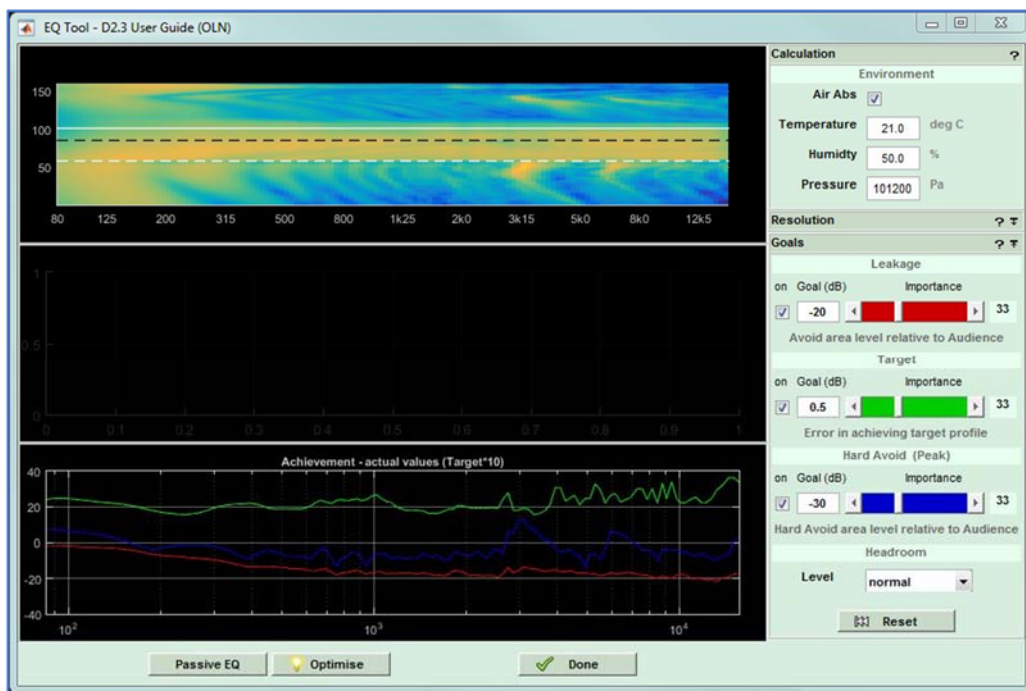 EQ Tool - D2.3 User Guide (OLN)
150
100
50
80 125 200 315 500 800 1k25 2k0 3k15 5k0 8k0 12k5
1
0.5
0
0 0.1 0.2 0.3 0.4 0.5 0.6 0.7 0.8 0.9 1
Achievement - actual values (Target*10)
40
20
0
-20
-40
10² 10³ 10⁴
Passive EQ Optimise Done
Calculation ?
Environment
Air Abs
Temperature 21.0 deg C
Humidty 50.0 %
Pressure 101200 Pa
Resolution ?
Goals ?
Leakage
on Goal (dB) Importance
-20 33
Avoid area level relative to Audience
Target
on Goal (dB) Importance
0.5 33
Error in achieving target profile
Hard Avoid (Peak)
on Goal (dB) Importance
-30 33
Hard Avoid area level relative to Audience
Headroom
Level normal
Reset